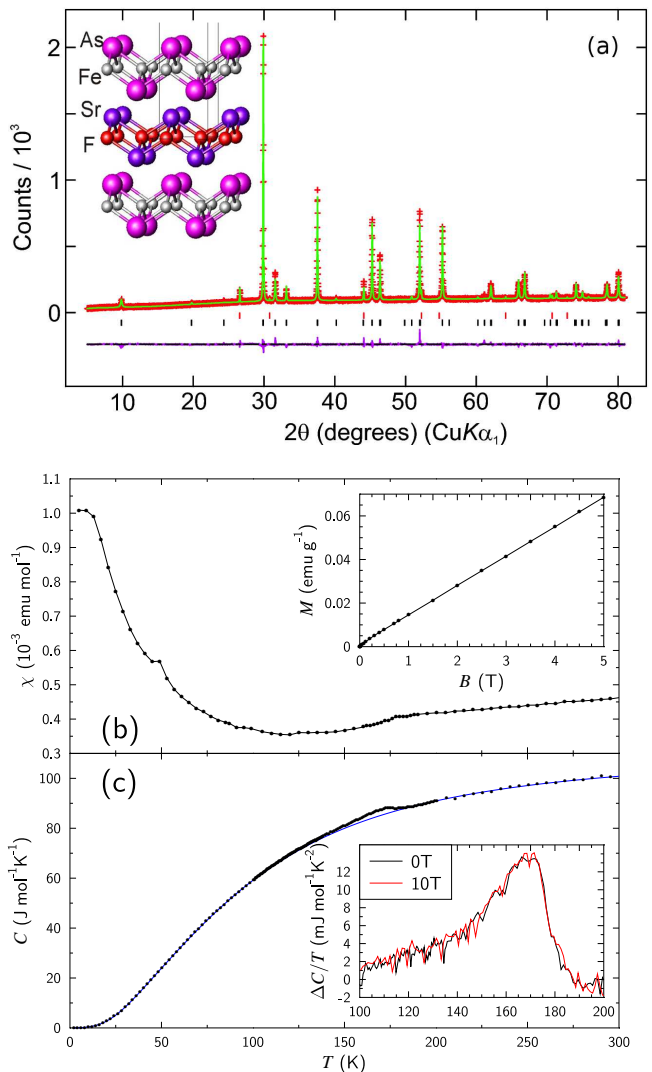 (a)
As
Fe
Sr
F
Counts / 10³
2
1
0
10 20 30 40 50 60 70 80
2θ (degrees) (CuKα₁)
(b)
χ (10⁻³ emu mol⁻¹)
1.1
1.0
0.9
0.8
0.7
0.6
0.5
0.4
0.3
M (emu g⁻¹)
0.06
0.04
0.02
0
0 1 2 3 4 5
B (T)
(c)
C (J mol⁻¹K⁻¹)
100
80
60
40
20
0
0 50 100 150 200 250 300
T (K)
0T
10T
ΔC/T (mJ mol⁻¹K⁻²)
12
10
8
6
4
2
0
-2
100 120 140 160 180 200